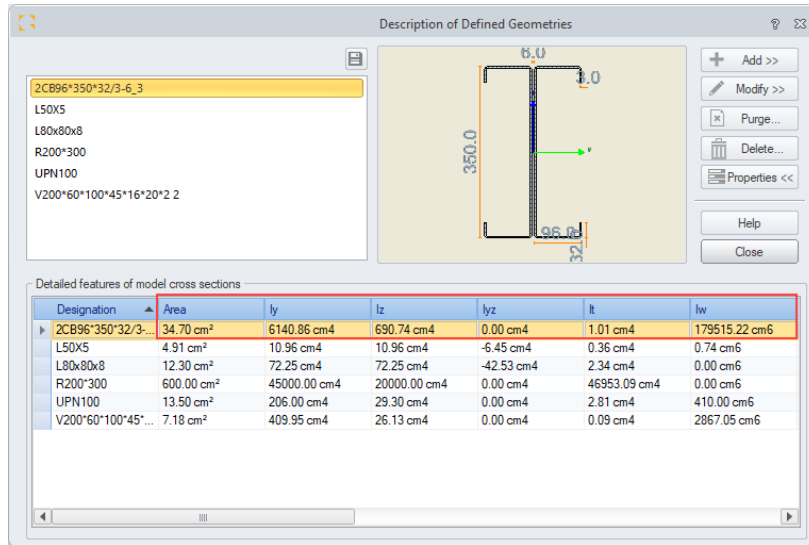 Description of Defined Geometries
2CB96*350*32/3-6_3
L50X5
L80x80x8
R200*300
UPN100
V200*60*100*45*16*20*2 2
6.0
3.0
350.0
96.0
32.0
Add >>
Modify >>
Purge...
Delete...
Properties <<
Help
Close
Detailed features of model cross sections
Designation Area Iy Iz Iyz It Iw
2CB96*350*32/3-... 34.70 cm² 6140.86 cm4 690.74 cm4 0.00 cm4 1.01 cm4 179515.22 cm6
L50X5 4.91 cm² 10.96 cm4 10.96 cm4 -6.45 cm4 0.36 cm4 0.74 cm6
L80x80x8 12.30 cm² 72.25 cm4 72.25 cm4 -42.53 cm4 2.34 cm4 0.00 cm6
R200*300 600.00 cm² 45000.00 cm4 20000.00 cm4 0.00 cm4 46953.09 cm4 0.00 cm6
UPN100 13.50 cm² 206.00 cm4 29.30 cm4 0.00 cm4 2.81 cm4 410.00 cm6
V200*60*100*45*... 7.18 cm² 409.95 cm4 26.13 cm4 0.00 cm4 0.09 cm4 2867.05 cm6